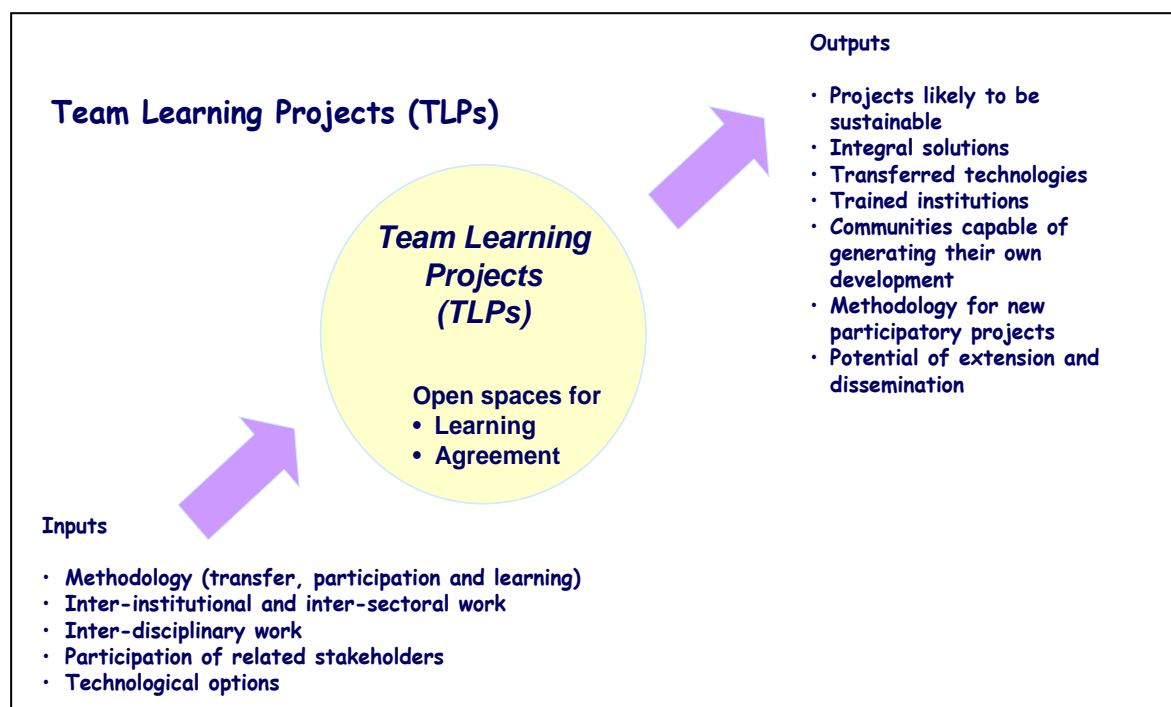 Team Learning Projects (TLPs)
Team Learning
Projects
(TLPs)
Open spaces for
• Learning
• Agreement
Inputs
• Methodology (transfer, participation and learning)
• Inter-institutional and inter-sectoral work
• Inter-disciplinary work
• Participation of related stakeholders
• Technological options
Outputs
• Projects likely to be
sustainable
• Integral solutions
• Transferred technologies
• Trained institutions
• Communities capable of
generating their own
development
• Methodology for new
participatory projects
• Potential of extension and
dissemination